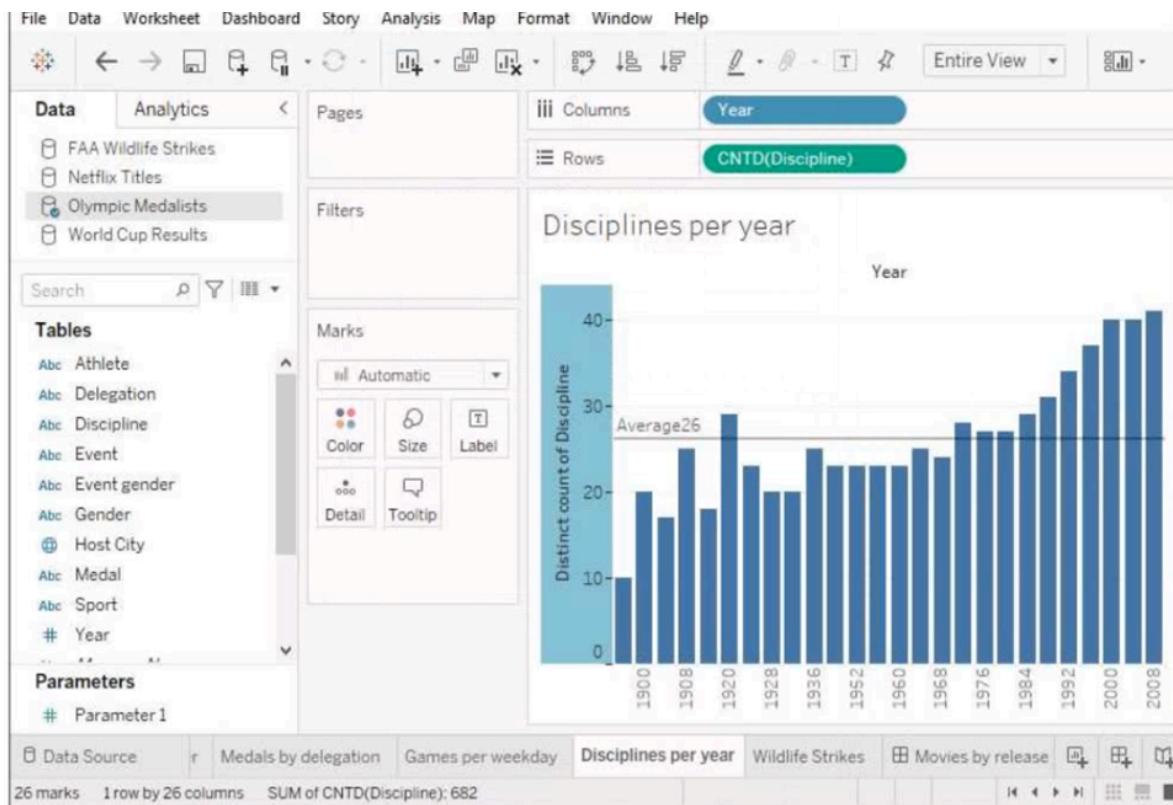 File Data Worksheet Dashboard Story Analysis Map Format Window Help
Entire View
Data Analytics
FAA Wildlife Strikes
Netflix Titles
Olympic Medalists
World Cup Results
Search
Tables
Abc Athlete
Abc Delegation
Abc Discipline
Abc Event
Abc Event gender
Abc Gender
Host City
Abc Medal
Abc Sport
# Year
Parameters
# Parameter 1
Pages
Filters
Marks
Automatic
Color Size Label
Detail Tooltip
Columns Year
Rows CNTD(Discipline)
Disciplines per year
Year
Distinct count of Discipline
40
30
Average26
20
10
0
1900 1908 1920 1928 1936 1952 1960 1968 1976 1984 1992 2000 2008
Data Source r Medals by delegation Games per weekday Disciplines per year Wildlife Strikes Movies by release
26 marks 1 row by 26 columns SUM of CNTD(Discipline): 682